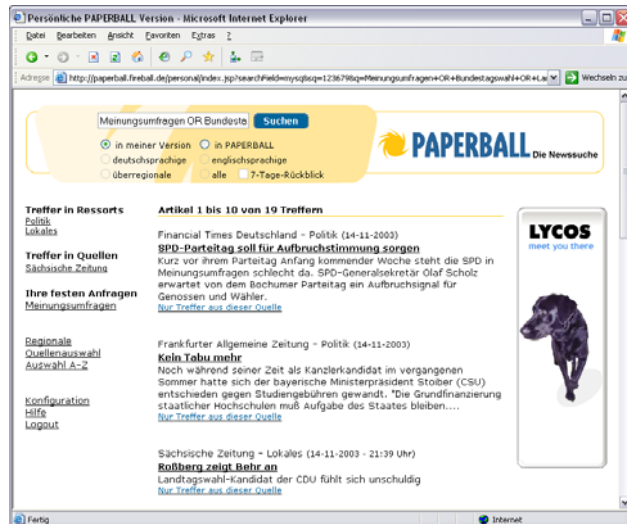 Persönliche PAPERBALL Version - Microsoft Internet Explorer
Datei Bearbeiten Ansicht Favoriten Extras ?
Adresse http://paperball.fireball.de/personal/index.jsp?searchField=mysq&sq=123679&q=Meinungsumfragen+OR+Bundestagswahl+OR+La Wechseln zu
Meinungsumfragen OR Bundesta Suchen
in meiner Version in PAPERBALL
deutschsprachige englischsprachige
überregionale alle 7-Tage-Rückblick
PAPERBALL Die Newssuche
Treffer in Ressorts
Politik
Lokales
Treffer in Quellen
Sächsische Zeitung
Ihre festen Anfragen
Meinungsumfragen
Regionale
Quellenauswahl
Auswahl A-Z
Konfiguration
Hilfe
Logout
Artikel 1 bis 10 von 19 Treffern
Financial Times Deutschland - Politik (14-11-2003)
SPD-Parteitag soll für Aufbruchstimmung sorgen
Kurz vor ihrem Parteitag Anfang kommender Woche steht die SPD in
Meinungsumfragen schlecht da. SPD-Generalsekretär Olaf Scholz
erwartet von dem Bochumer Parteitag ein Aufbruchsignal für
Genossen und Wähler.
Nur Treffer aus dieser Quelle
Frankfurter Allgemeine Zeitung - Politik (14-11-2003)
Kein Tabu mehr
Noch während seiner Zeit als Kanzlerkandidat im vergangenen
Sommer hatte sich der bayerische Ministerpräsident Stoiber (CSU)
entschieden gegen Studiengebühren gewandt. "Die Grundfinanzierung
staatlicher Hochschulen muß Aufgabe des Staates bleiben....
Nur Treffer aus dieser Quelle
Sächsische Zeitung - Lokales (14-11-2003 - 21:39 Uhr)
Roßberg zeigt Behr an
Landtagswahl-Kandidat der CDU fühlt sich unschuldig
Nur Treffer aus dieser Quelle
LYCOS
meet you there
Fertig Internet